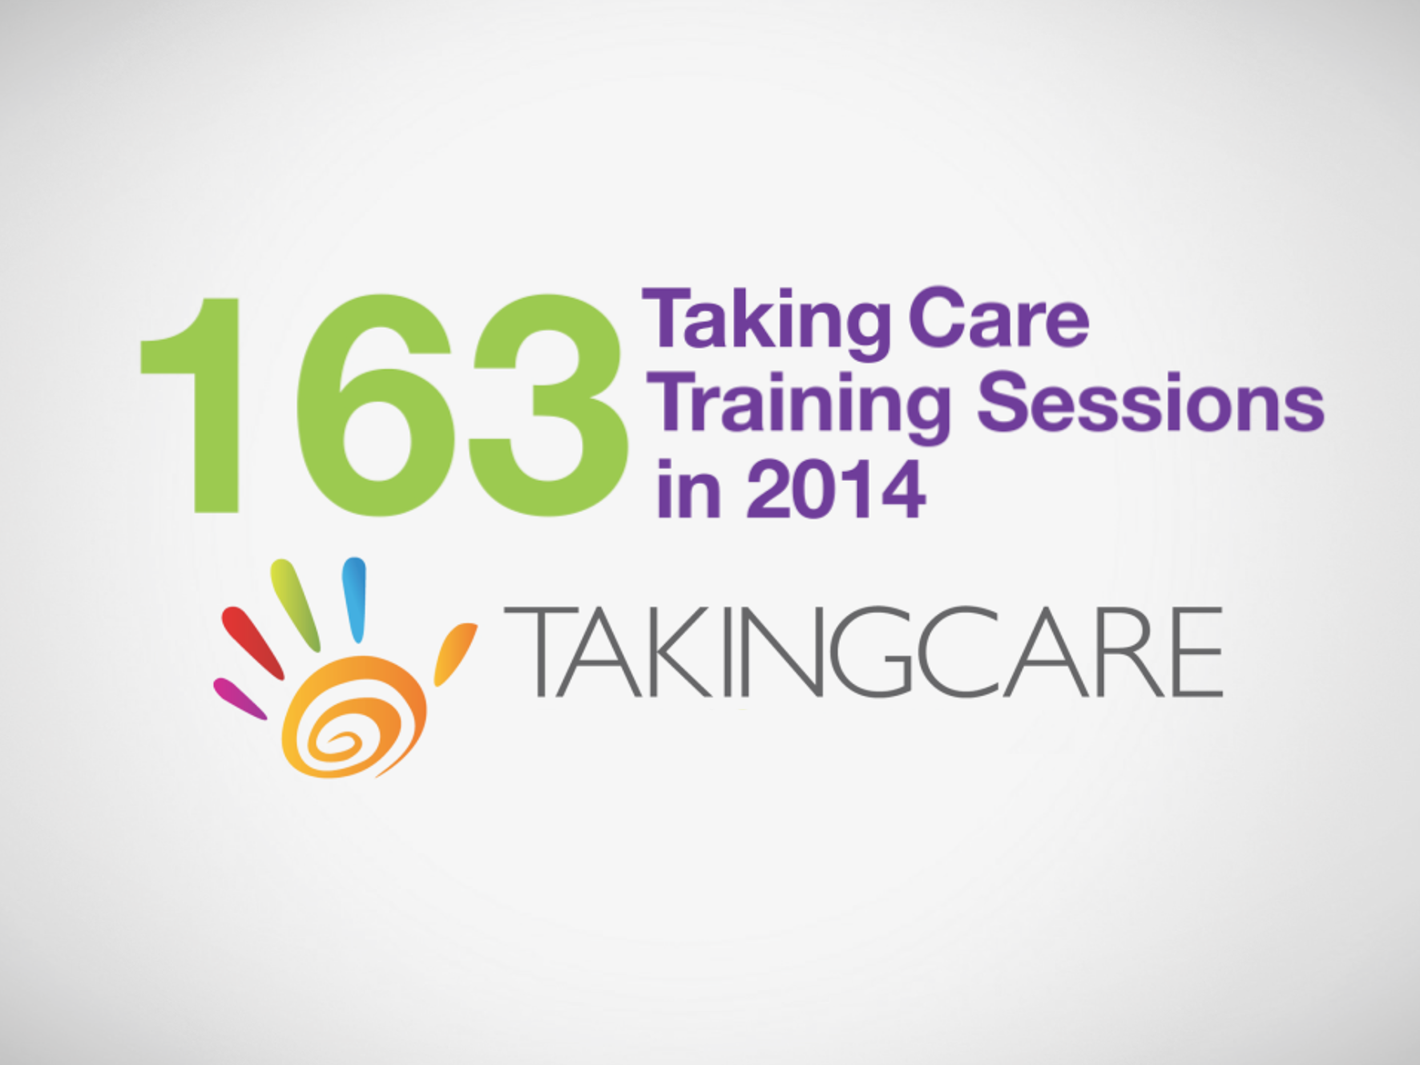 163
Taking Care
Training Sessions
in 2014
TAKINGCARE